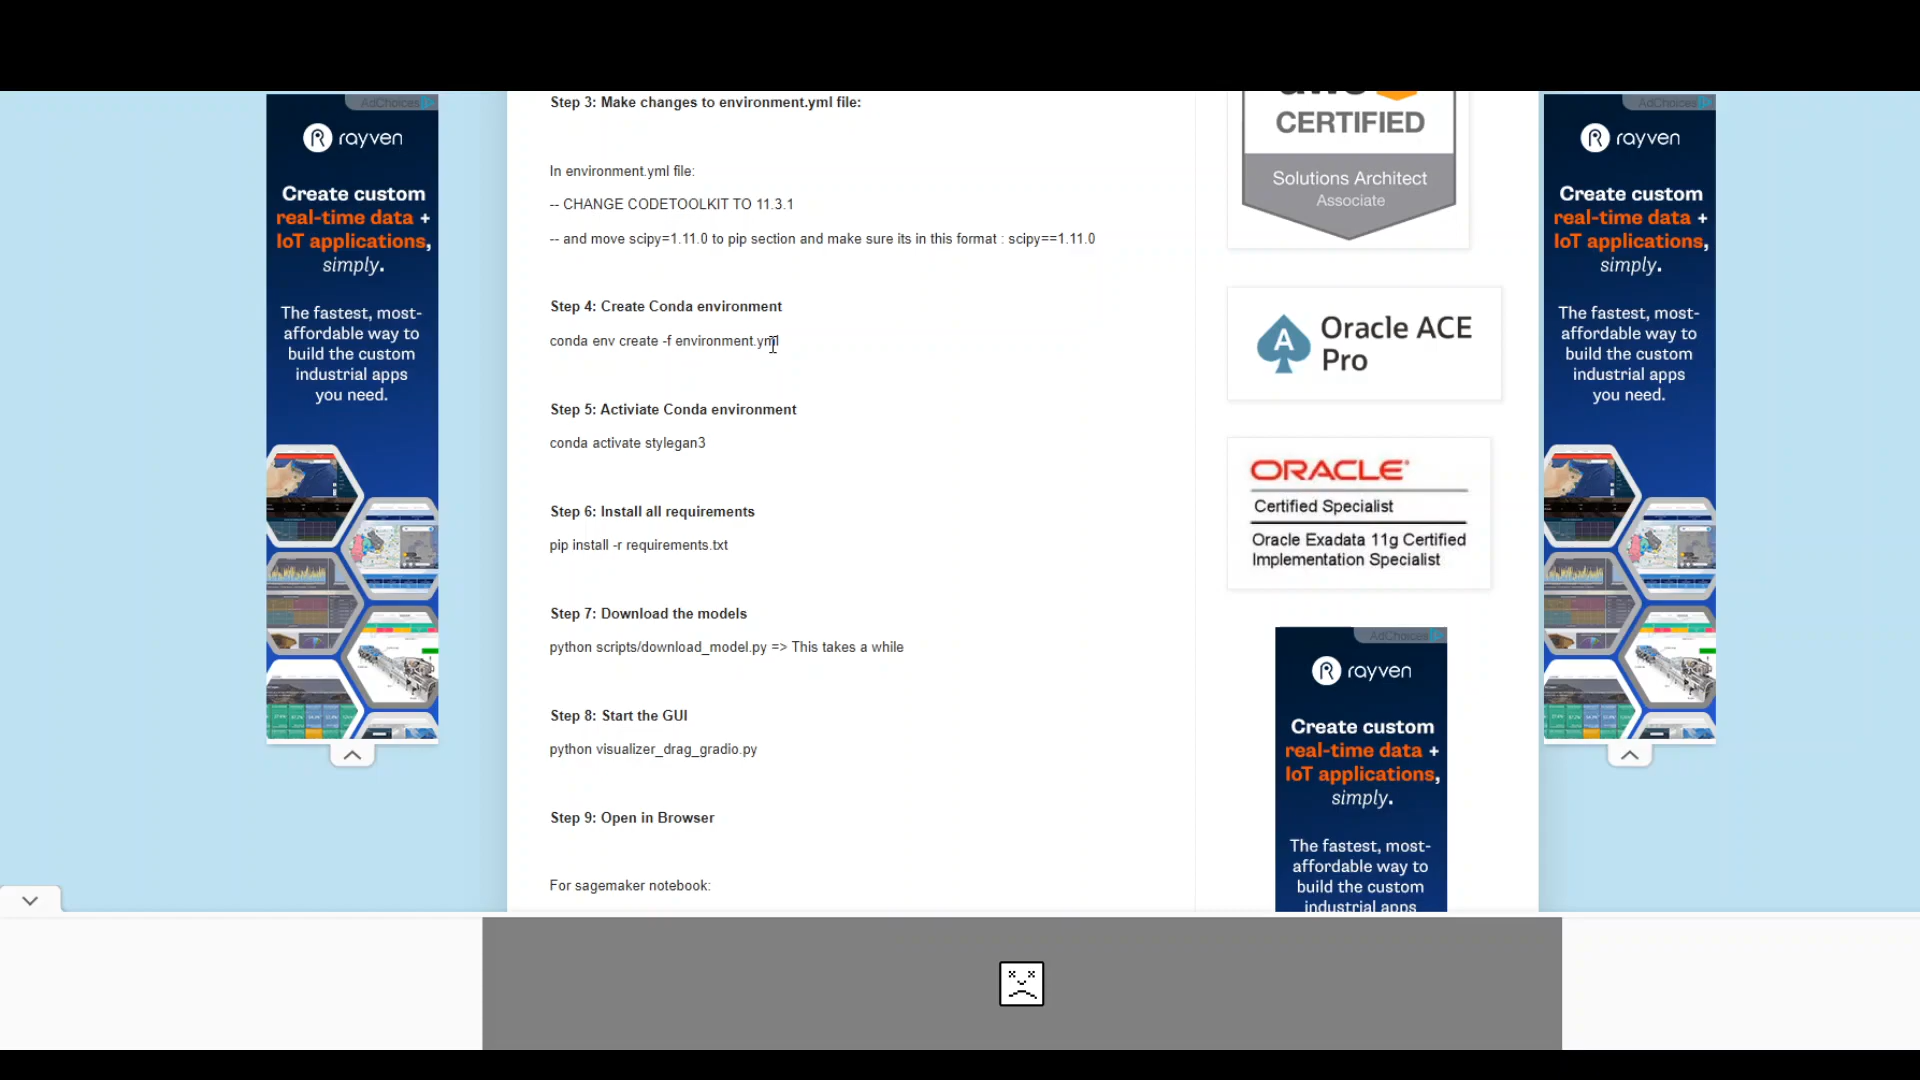 AdChoices
rayven
Create custom
real-time data +
IoT applications,
simply.
The fastest, most-
affordable way to
build the custom
industrial apps
you need.
Step 3: Make changes to environment.yml file:
In environment.yml file:
-- CHANGE CODETOOLKIT TO 11.3.1
-- and move scipy=1.11.0 to pip section and make sure its in this format : scipy==1.11.0
Step 4: Create Conda environment
conda env create -f environment.yml
Step 5: Activiate Conda environment
conda activate stylegan3
Step 6: Install all requirements
pip install -r requirements.txt
Step 7: Download the models
python scripts/download_model.py => This takes a while
Step 8: Start the GUI
python visualizer_drag_gradio.py
Step 9: Open in Browser
For sagemaker notebook:
aws
CERTIFIED
Solutions Architect
Associate
A
Oracle ACE
Pro
ORACLE
Certified Specialist
Oracle Exadata 11g Certified
Implementation Specialist
AdChoices
rayven
Create custom
real-time data +
IoT applications,
simply.
The fastest, most-
affordable way to
build the custom
industrial apps
AdChoices
rayven
Create custom
real-time data +
IoT applications,
simply.
The fastest, most-
affordable way to
build the custom
industrial apps
you need.